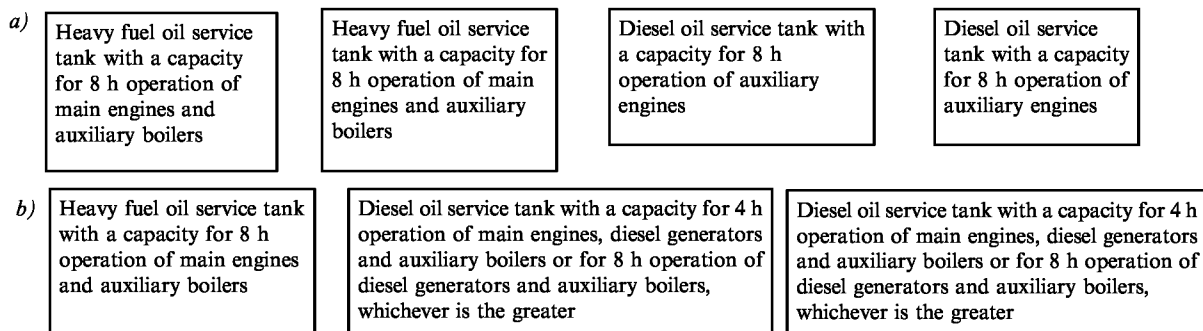 a)
Heavy fuel oil service
tank with a capacity
for 8 h operation of
main engines and
auxiliary boilers
Heavy fuel oil service
tank with a capacity for
8 h operation of main
engines and auxiliary
boilers
Diesel oil service tank with
a capacity for 8 h
operation of auxiliary
engines
Diesel oil service
tank with a capacity
for 8 h operation of
auxiliary engines
b)
Heavy fuel oil service tank
with a capacity for 8 h
operation of main engines
and auxiliary boilers
Diesel oil service tank with a capacity for 4 h
operation of main engines, diesel generators
and auxiliary boilers or for 8 h operation of
diesel generators and auxiliary boilers,
whichever is the greater
Diesel oil service tank with a capacity for 4 h
operation of main engines, diesel generators
and auxiliary boilers or for 8 h operation of
diesel generators and auxiliary boilers,
whichever is the greater